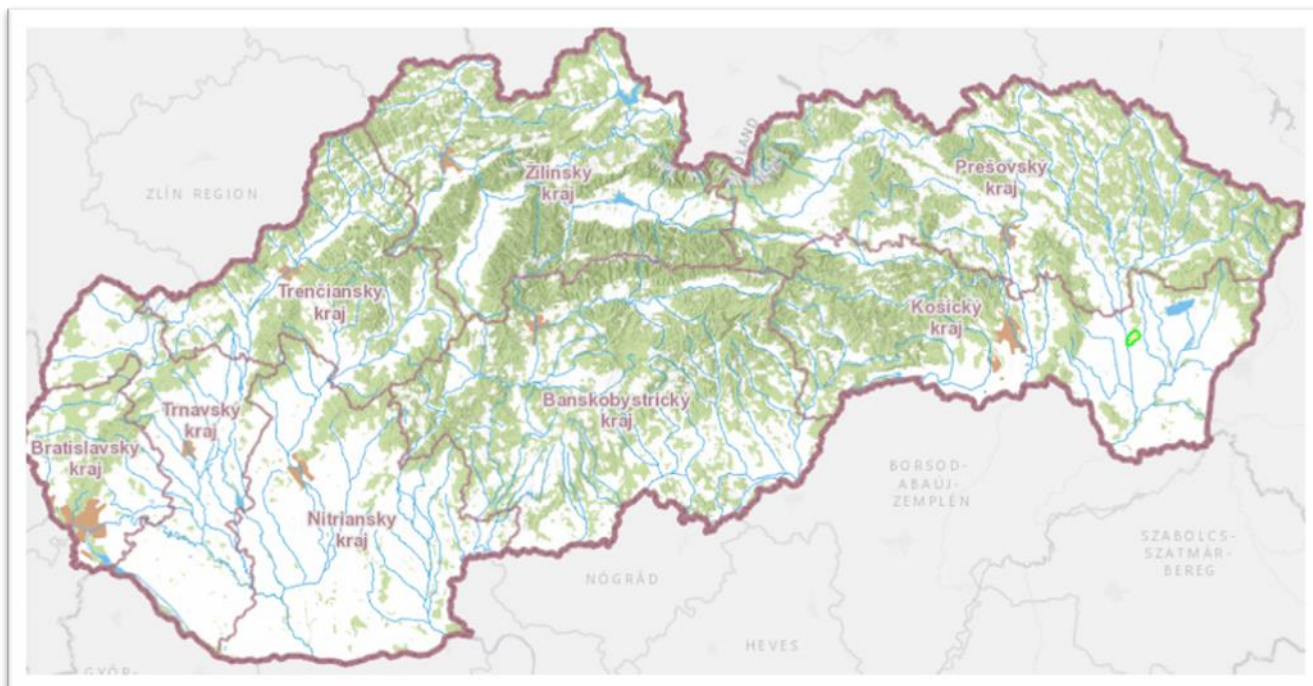 ZLÍN REGION
Žilinský
kraj
Prešovský
kraj
Trenčiansky
kraj
Košický
kraj
Banskobystrický
kraj
Trnavský
kraj
Bratislavsky
kraj
Nitriansky
kraj
BORSOD-
ABAÚJ-
ZEMPLÉN
SZABOLCS-
SZATMÁR-
BEREG
NÓGRÁD
HEVES